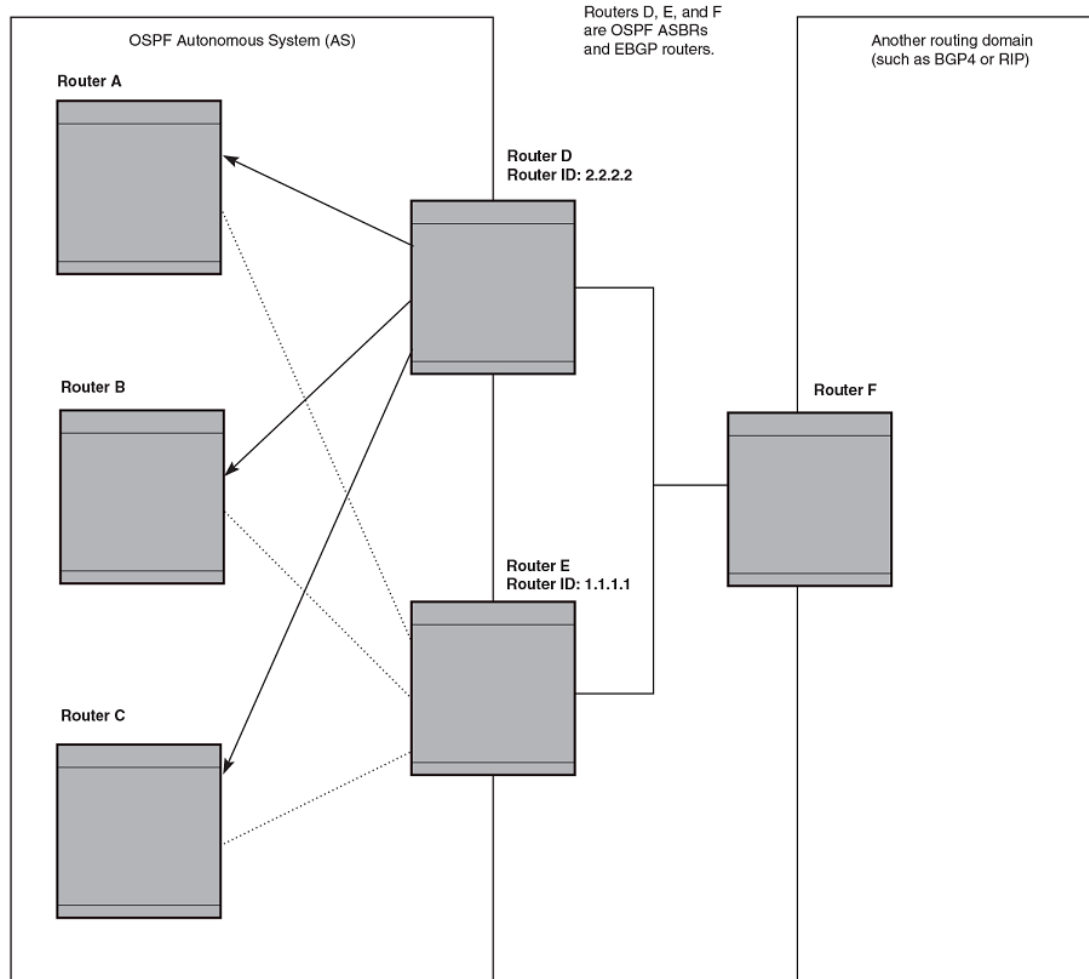 Routers D, E, and F
are OSPF ASBRs
and EBGP routers.
OSPF Autonomous System (AS)
Another routing domain
(such as BGP4 or RIP)
Router A
Router D
Router ID: 2.2.2.2
Router B
Router F
Router E
Router ID: 1.1.1.1
Router C